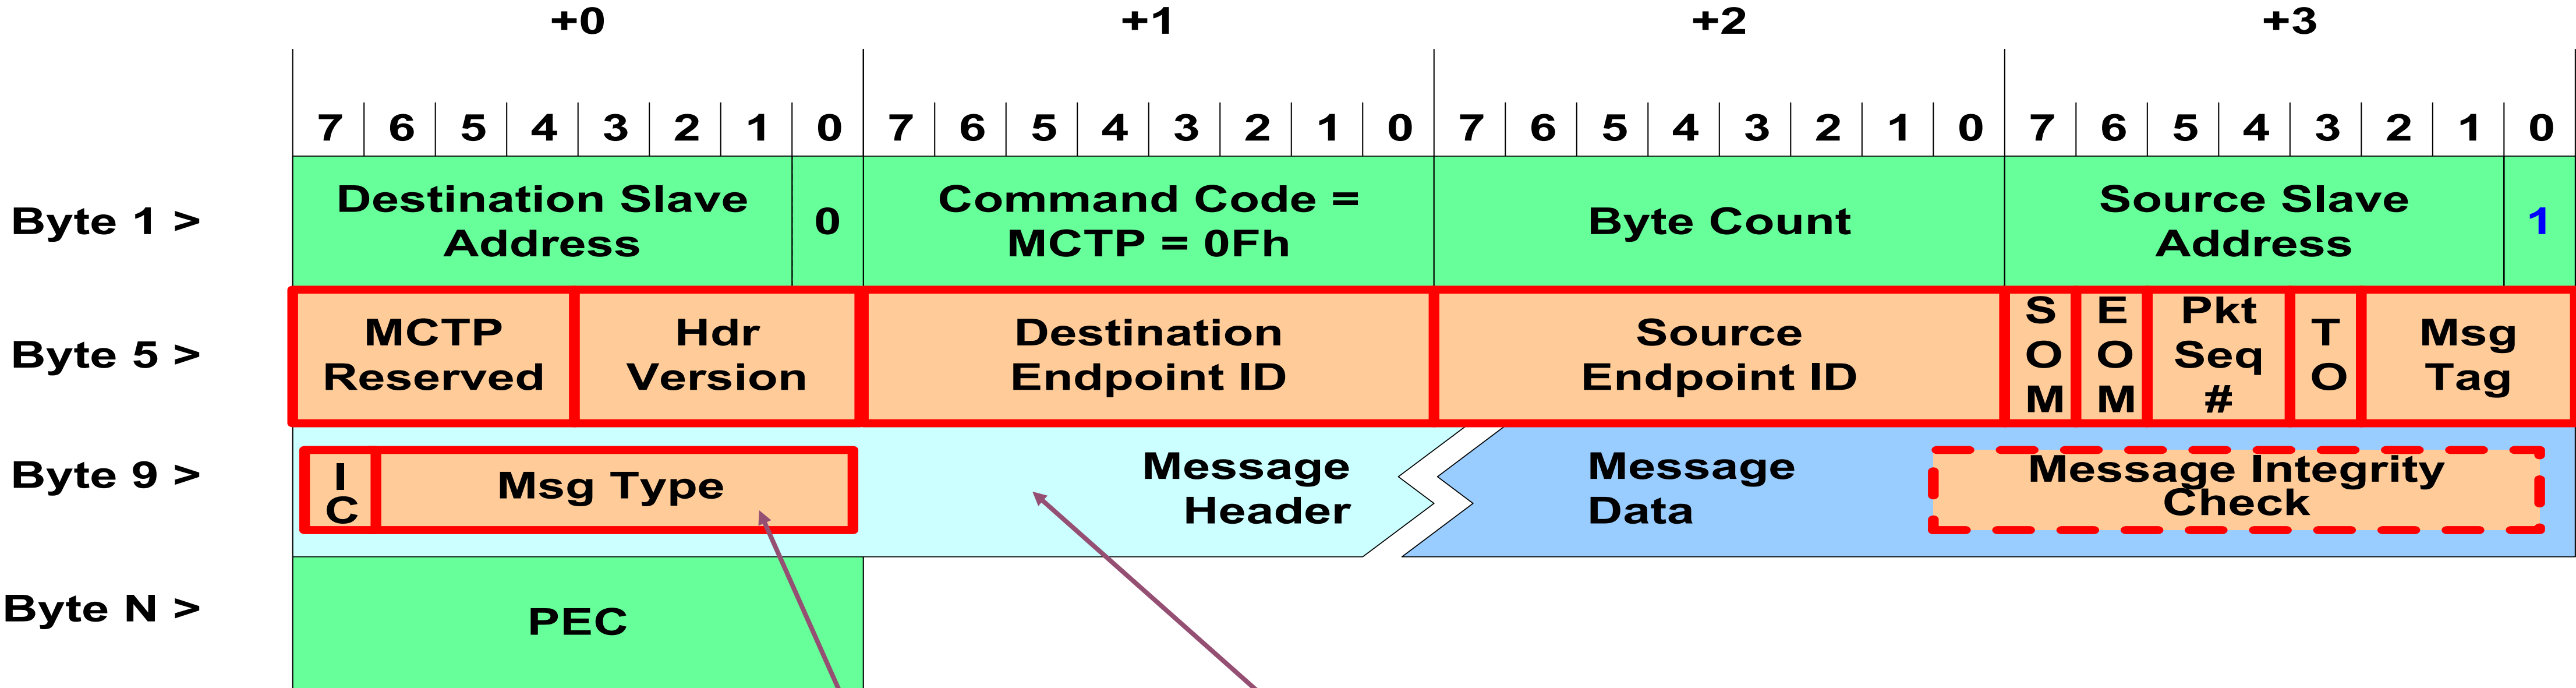 +0 +1 +2 +3
7 6 5 4 3 2 1 0 7 6 5 4 3 2 1 0 7 6 5 4 3 2 1 0 7 6 5 4 3 2 1 0
Byte 1 >
Destination Slave
Address
0
Command Code =
MCTP = 0Fh
Byte Count
Source Slave
Address
1
Byte 5 >
MCTP
Reserved
Hdr
Version
Destination
Endpoint ID
Source
Endpoint ID
S
O
M
E
O
M
Pkt
Seq
#
T
O
Msg
Tag
Byte 9 >
I
C
Msg Type
Message
Header
Message
Data
Message Integrity
Check
Byte N >
PEC